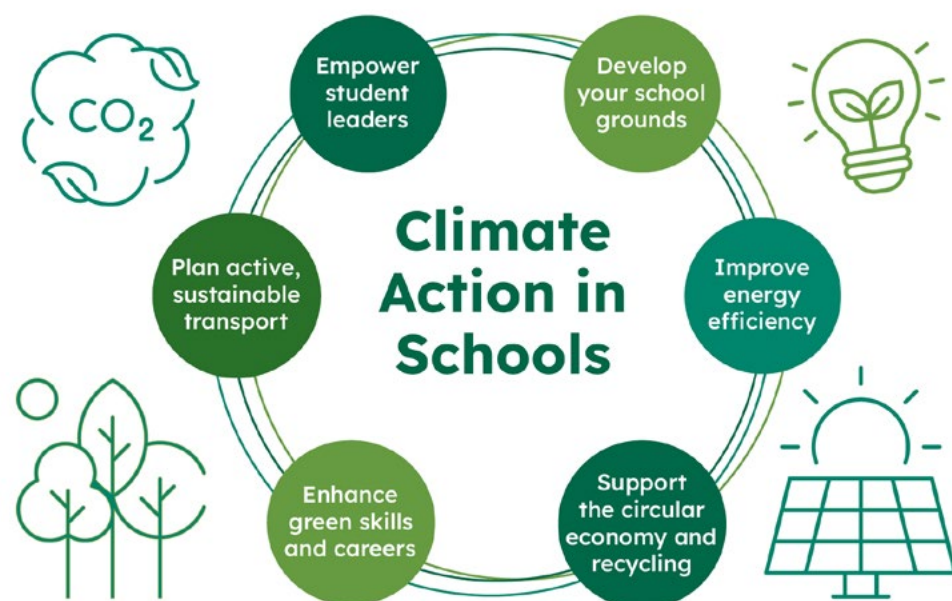 CO₂
Empower
student
leaders
Develop
your school
grounds
Plan active,
sustainable
transport
Climate
Action in
Schools
Improve
energy
efficiency
Enhance
green skills
and careers
Support
the circular
economy and
recycling